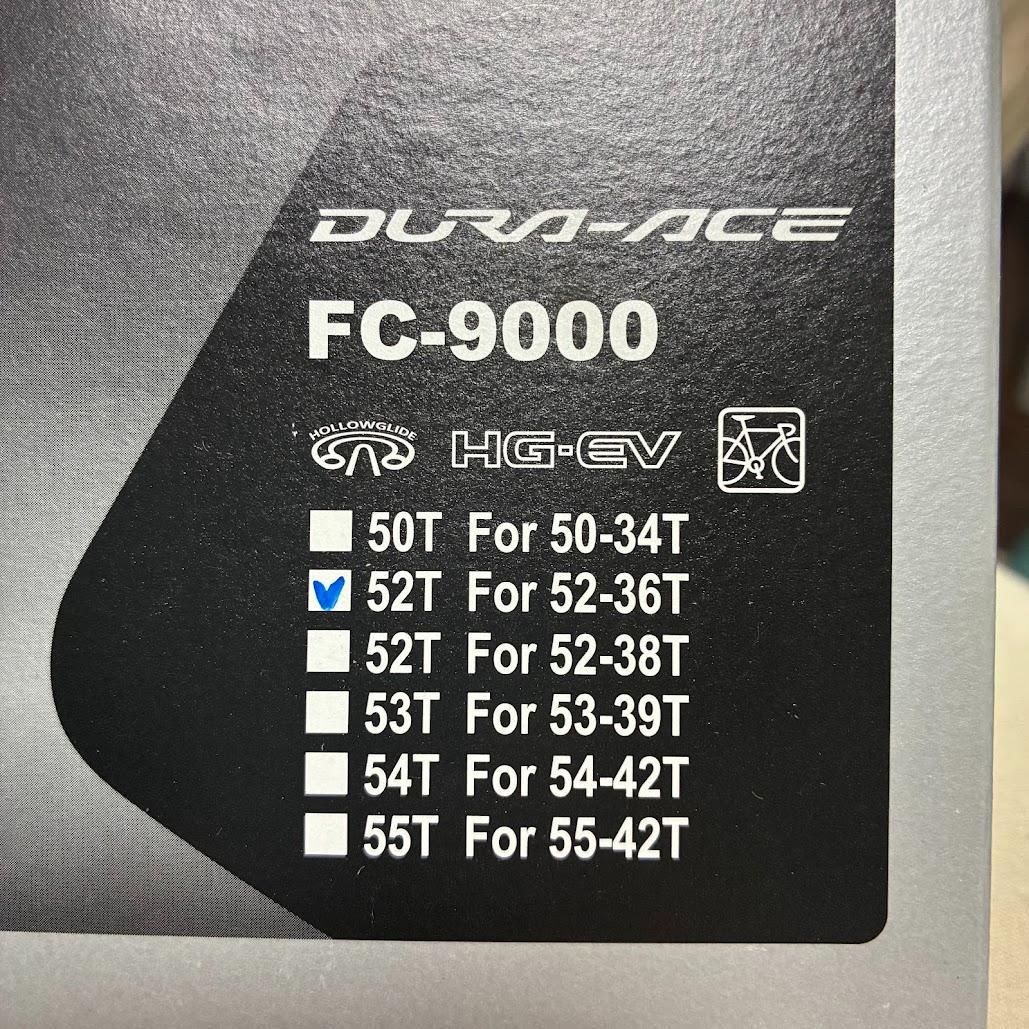 DURA-ACE
FC-9000
HOLLOWGLIDE HG-EV
50T For 50-34T
52T For 52-36T
52T For 52-38T
53T For 53-39T
54T For 54-42T
55T For 55-42T